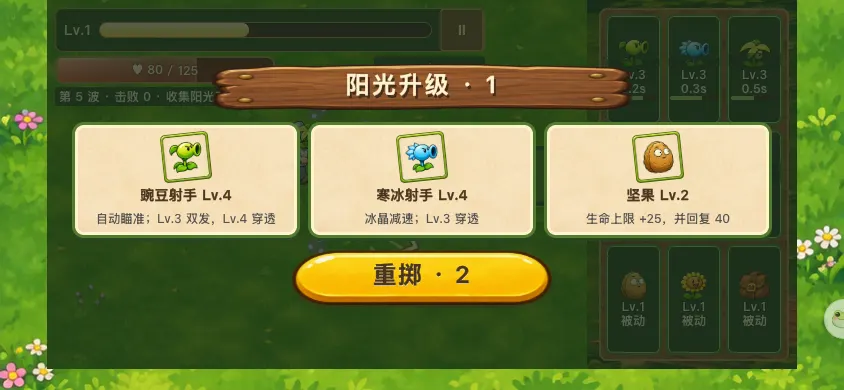 Lv.1
II
80 / 125
第 5 波 · 击败 0 · 收集阳光
阳光升级 · 1
v.3
Lv.3
Lv.3
.2s
0.3s
0.5s
豌豆射手 Lv.4
自动瞄准；Lv.3 双发，Lv.4 穿透
寒冰射手 Lv.4
冰晶减速；Lv.3 穿透
坚果 Lv.2
生命上限 +25，并回复 40
重掷 · 2
Lv.1
被动
Lv.1
被动
Lv.1
被动